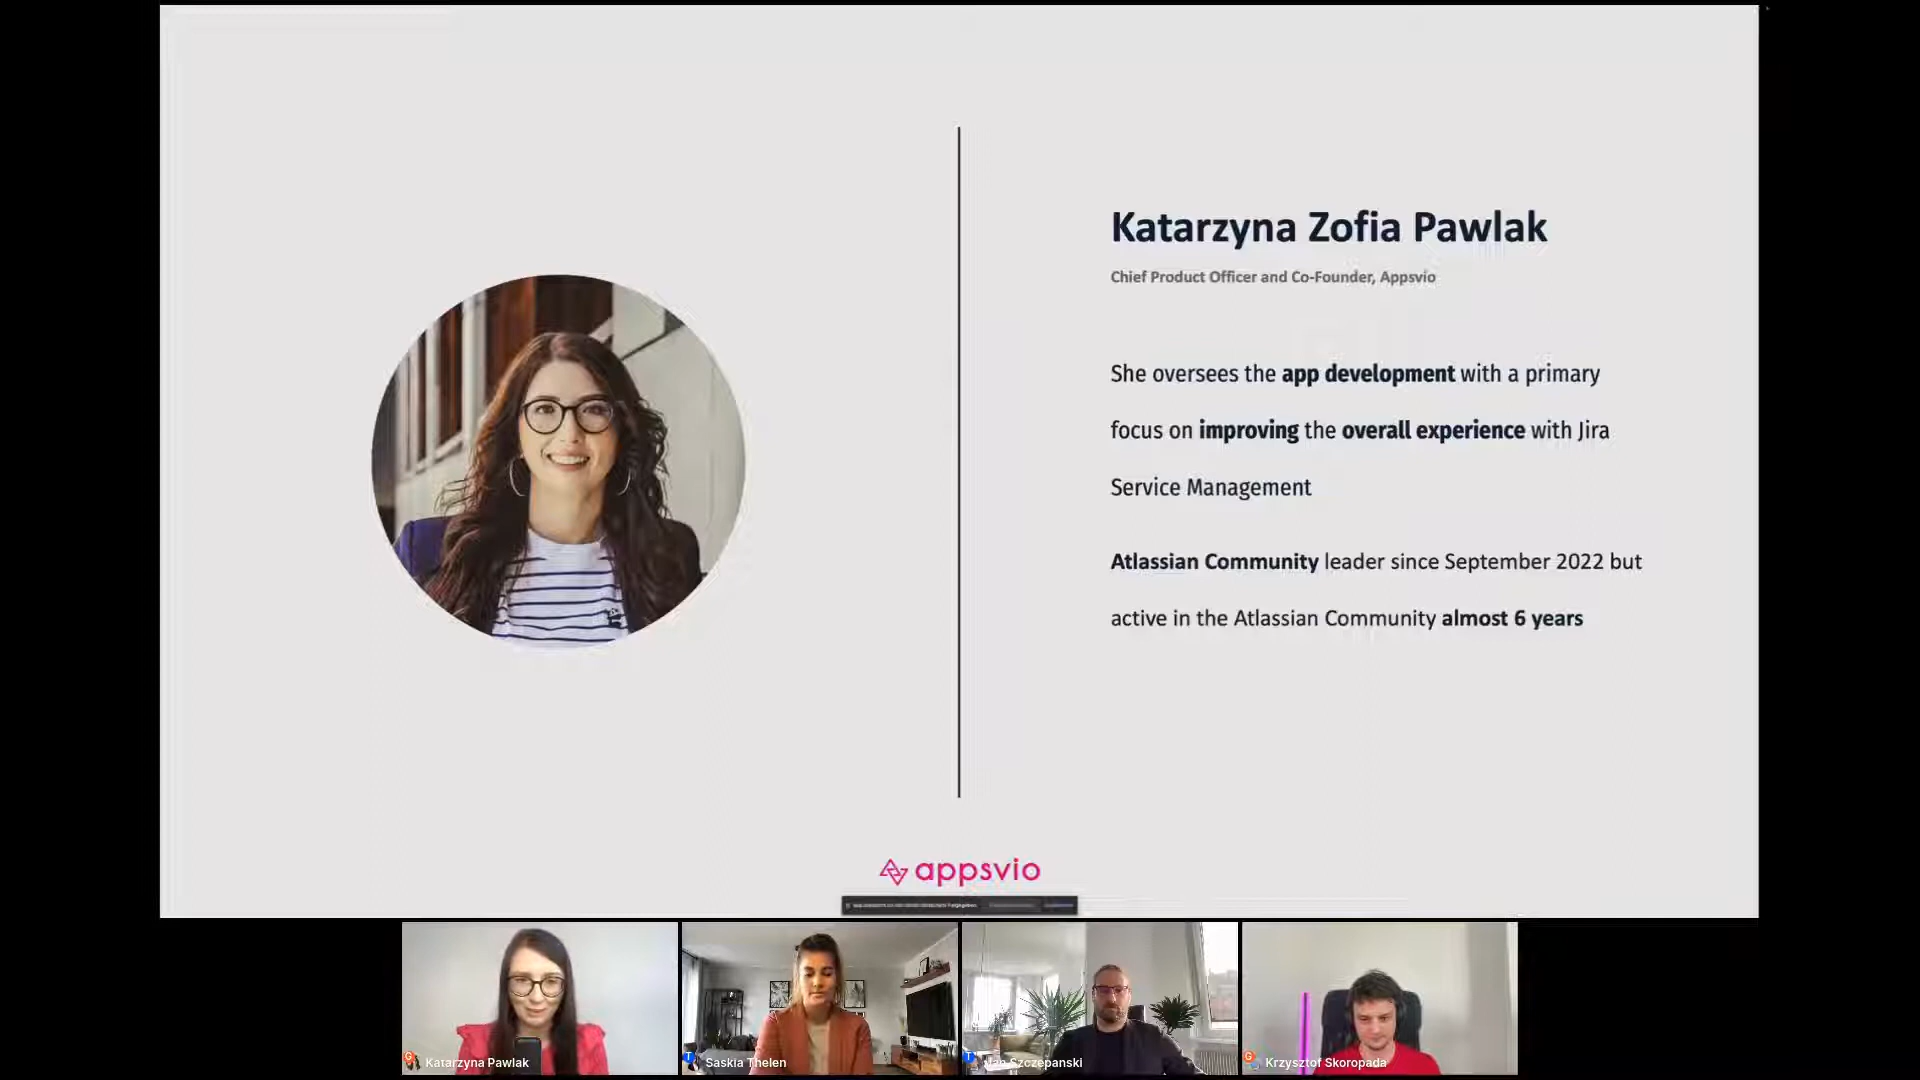 Katarzyna Zofia Pawlak
Chief Product Officer and Co-Founder, Appsvio
She oversees the app development with a primary
focus on improving the overall experience with Jira
Service Management
Atlassian Community leader since September 2022 but
active in the Atlassian Community almost 6 years
appsvio
Katarzyna Pawlak
Saskia Thelen
Jan Szczepanski
Krzysztof Skoropada